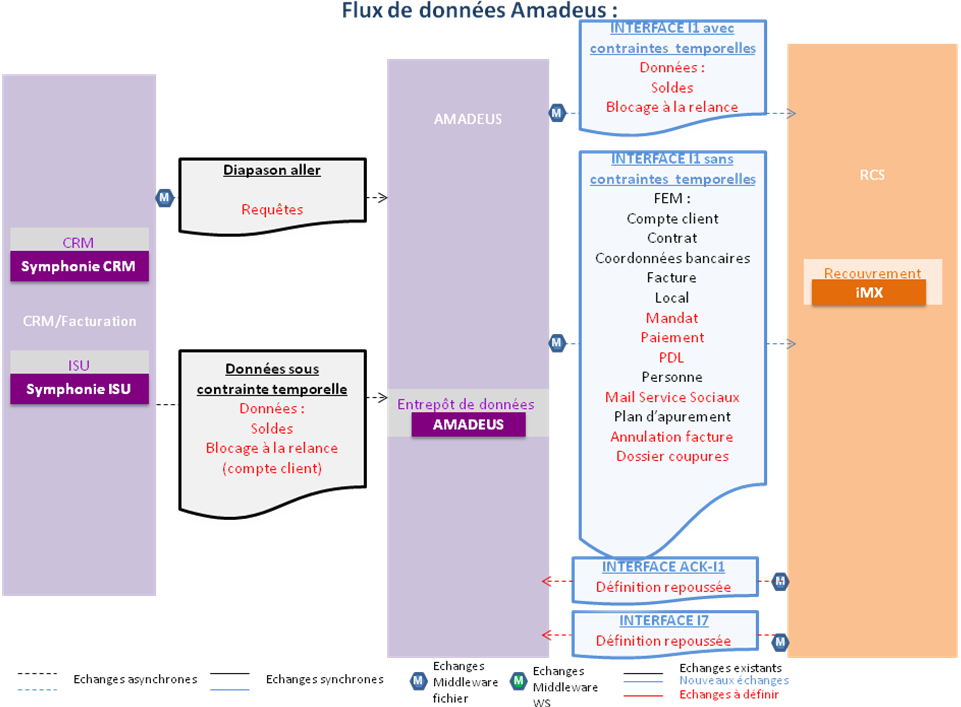 Flux de données Amadeus :
CRM
Symphonie CRM
CRM/Facturation
ISU
Symphonie ISU
M
Diapason aller
Requêtes
Données sous
contrainte temporelle
Données :
Soldes
Blocage à la relance
(compte client)
AMADEUS
Entrepôt de données
AMADEUS
M
INTERFACE I1 avec
contraintes temporelles
Données :
Soldes
Blocage à la relance
M
INTERFACE I1 sans
contraintes temporelles
FEM :
Compte client
Contrat
Coordonnées bancaires
Facture
Local
Mandat
Paiement
PDL
Personne
Mail Service Sociaux
Plan d'apurement
Annulation facture
Dossier coupures
INTERFACE ACK-I1
Définition repoussée
M
INTERFACE I7
Définition repoussée
M
RCS
Recouvrement
iMX
Echanges asynchrones
Echanges synchrones
M
Echanges
Middleware
fichier
M
Echanges
Middleware
WS
Echanges existants
Nouveaux échanges
Echanges à définir